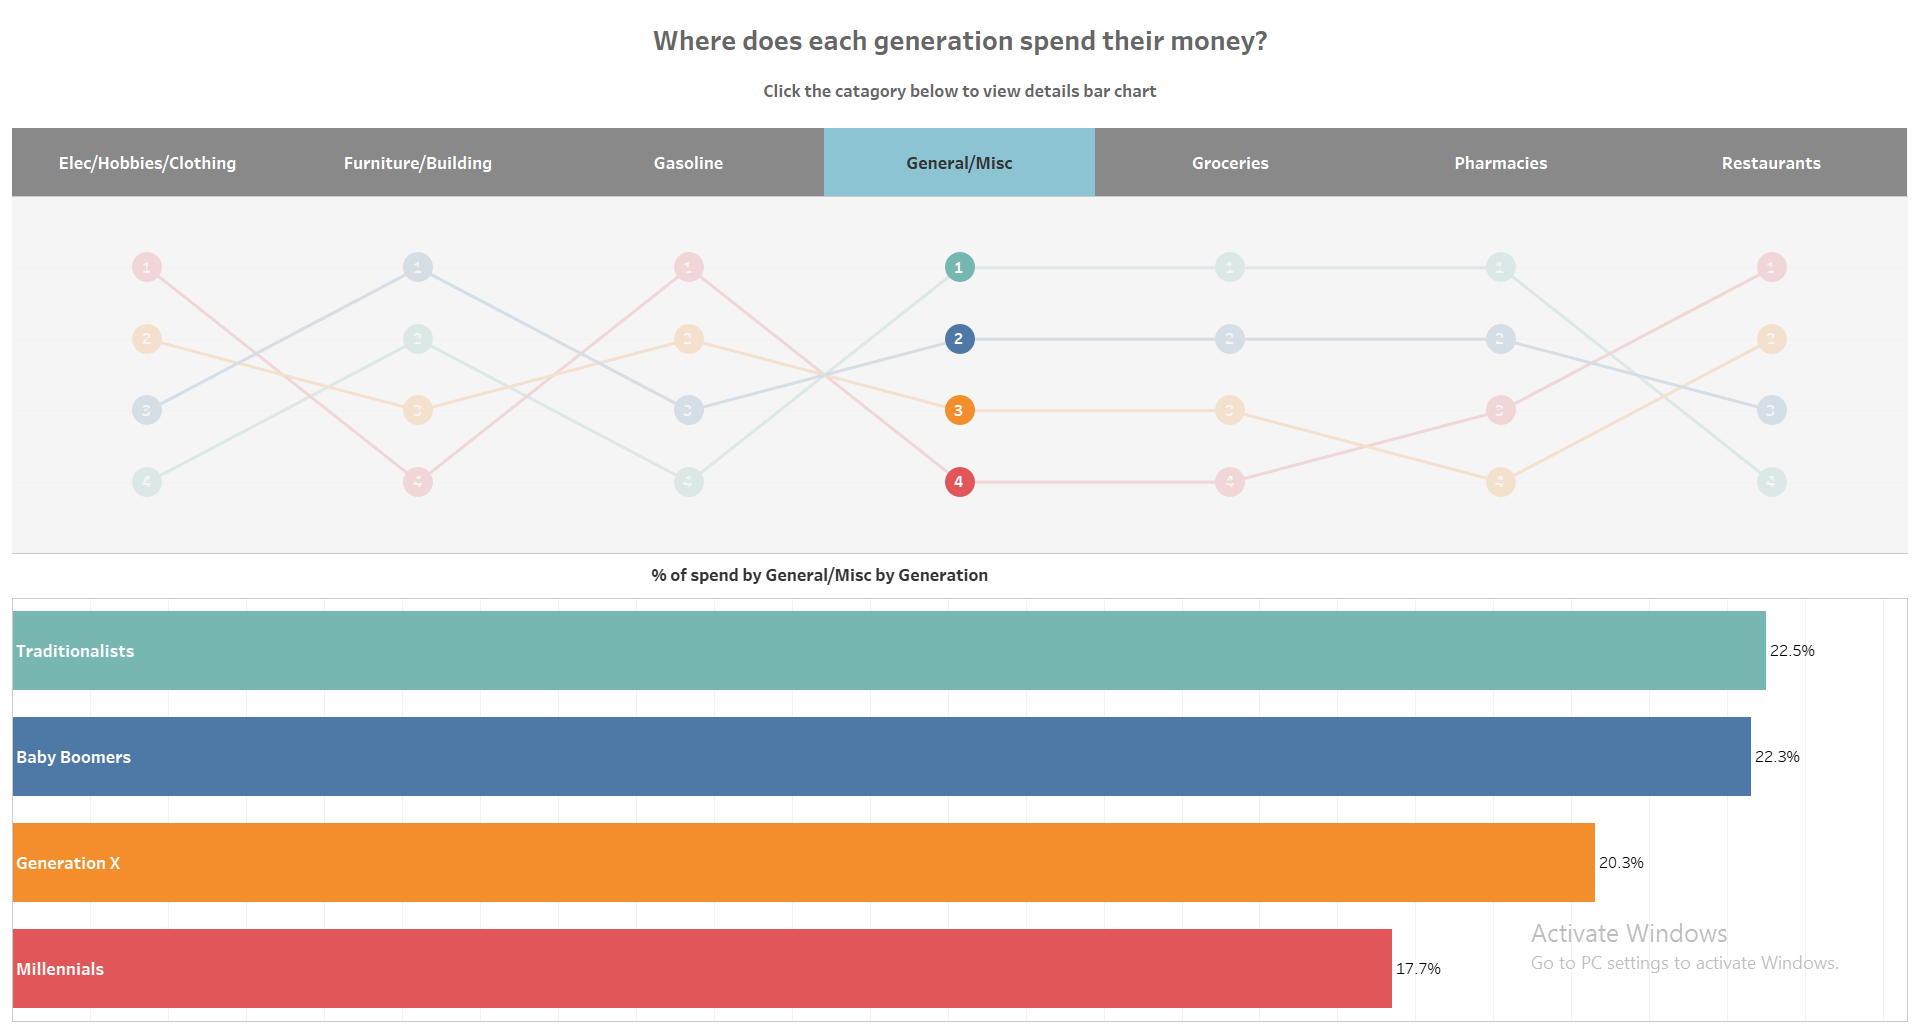 Where does each generation spend their money?
Click the catagory below to view details bar chart
Elec/Hobbies/Clothing Furniture/Building Gasoline General/Misc Groceries Pharmacies Restaurants
1 1 1 1 1 1 1
2 2 2 2 2 2 2
3 3 3 3 3 3 3
4 4 4 4 4 4 4
% of spend by General/Misc by Generation
Traditionalists 22.5%
Baby Boomers 22.3%
Generation X 20.3%
Activate Windows
Millennials 17.7%
Go to PC settings to activate Windows.